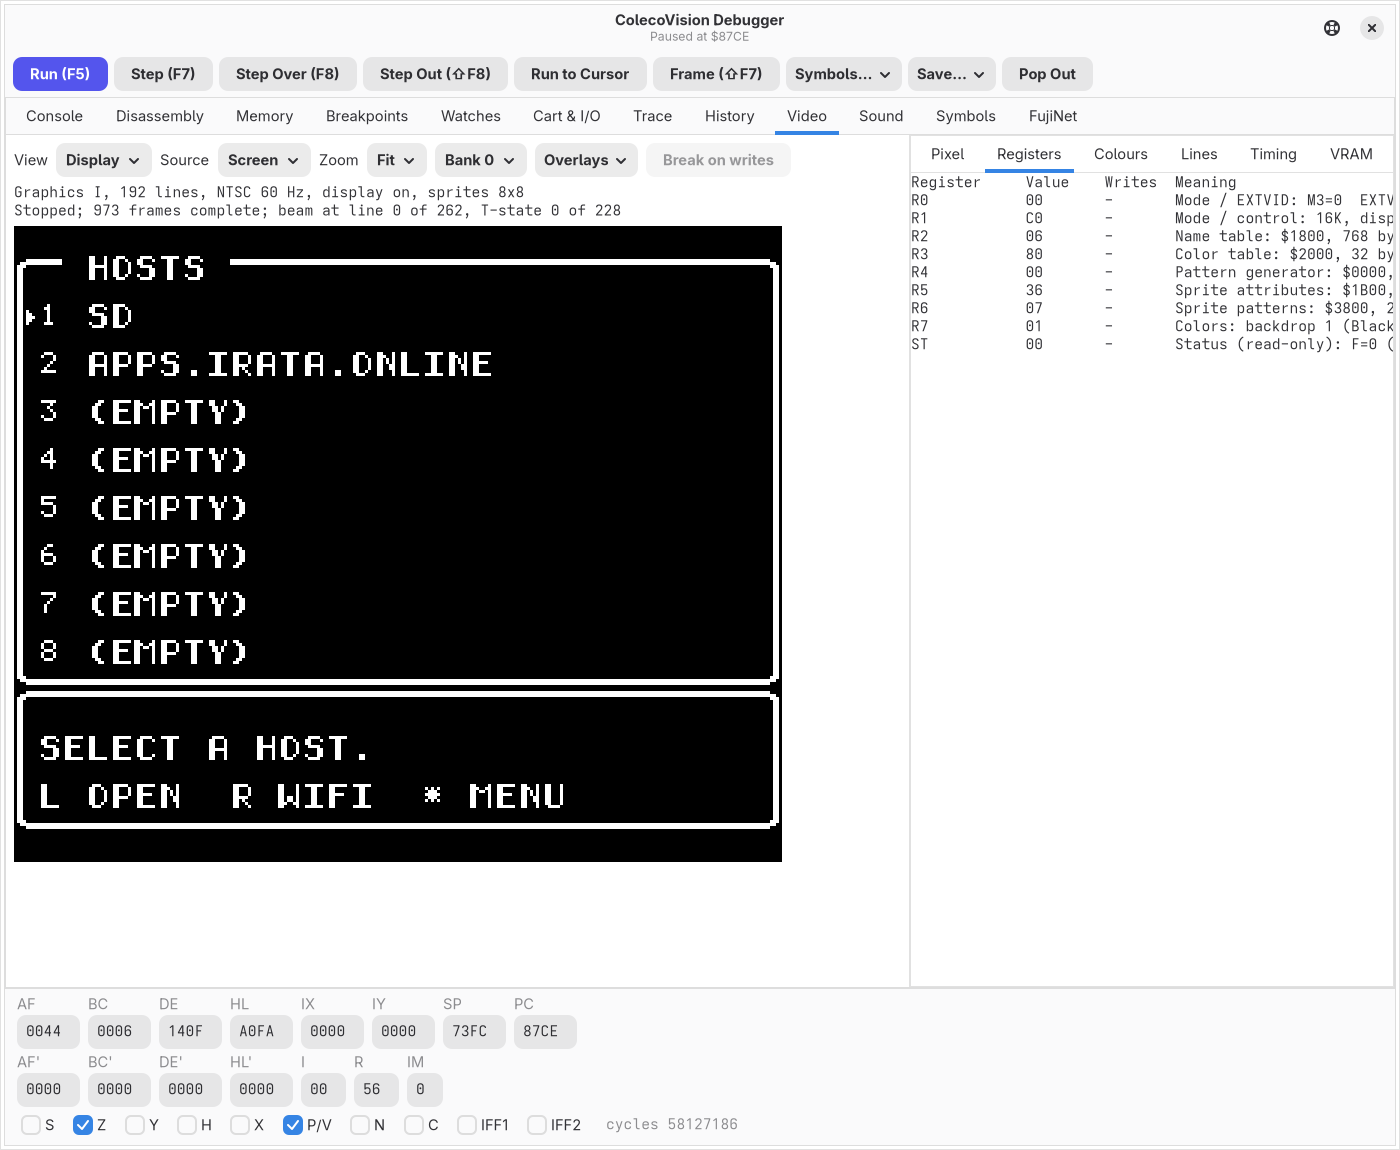 ColecoVision Debugger
Paused at $87CE
Run (F5) Step (F7) Step Over (F8) Step Out (⇧F8) Run to Cursor Frame (⇧F7) Symbols... Save... Pop Out
Console Disassembly Memory Breakpoints Watches Cart & I/O Trace History Video Sound Symbols FujiNet
View Display Source Screen Zoom Fit Bank 0 Overlays Break on writes
Graphics I, 192 lines, NTSC 60 Hz, display on, sprites 8x8
Stopped; 973 frames complete; beam at line 0 of 262, T-state 0 of 228
HOSTS
1 SD
2 APPS.IRATA.ONLINE
3 (EMPTY)
4 (EMPTY)
5 (EMPTY)
6 (EMPTY)
7 (EMPTY)
8 (EMPTY)
SELECT A HOST.
L OPEN R WIFI * MENU
Pixel Registers Colours Lines Timing VRAM
Register Value Writes Meaning
R0 00 - Mode / EXTVID: M3=0 EXTV
R1 C0 - Mode / control: 16K, disp
R2 06 - Name table: $1800, 768 by
R3 80 - Color table: $2000, 32 by
R4 00 - Pattern generator: $0000,
R5 36 - Sprite attributes: $1B00,
R6 07 - Sprite patterns: $3800, 2
R7 01 - Colors: backdrop 1 (Black
ST 00 - Status (read-only): F=0 (
AF BC DE HL IX IY SP PC
0044 0006 140F A0FA 0000 0000 73FC 87CE
AF' BC' DE' HL' I R IM
0000 0000 0000 0000 00 56 0
S Z Y H X P/V N C IFF1 IFF2 cycles 58127186